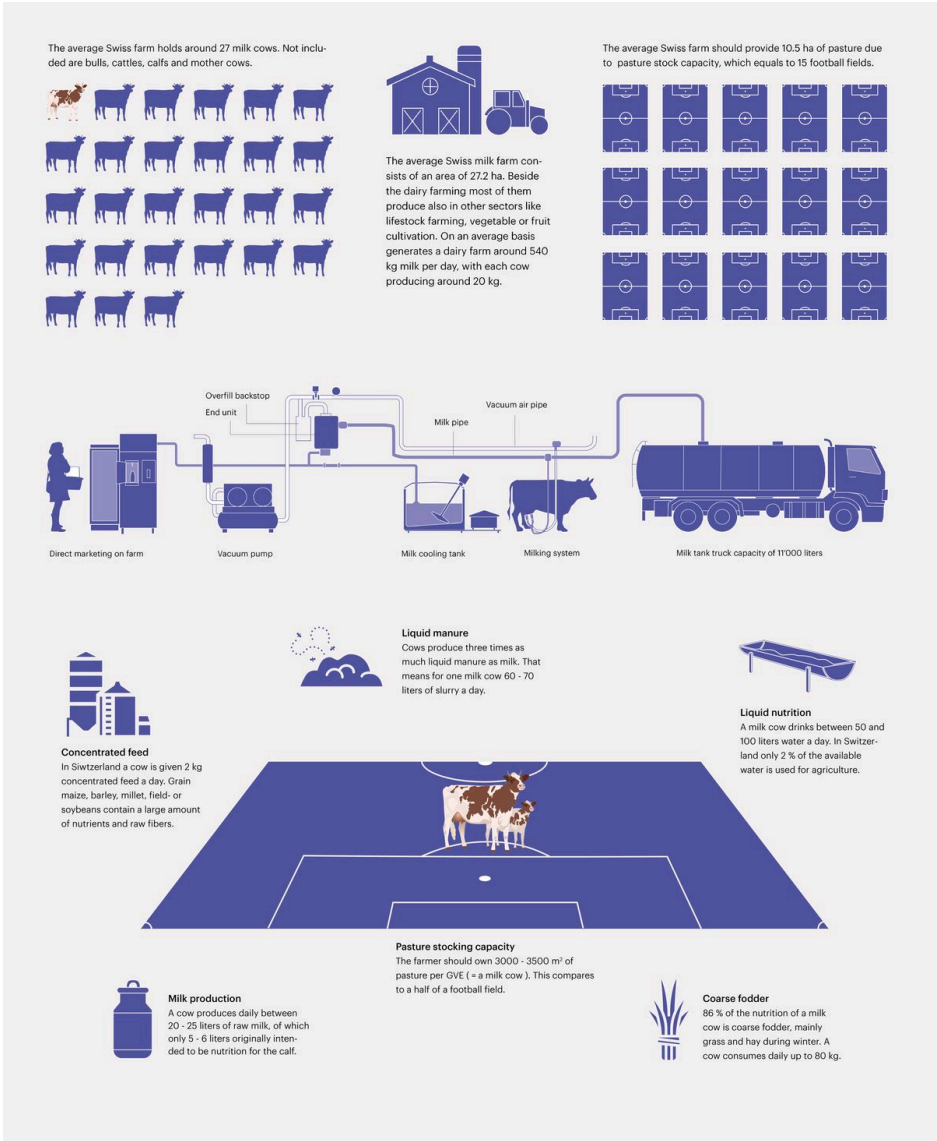 The average Swiss farm holds around 27 milk cows. Not inclu-
ded are bulls, cattles, calfs and mother cows.
The average Swiss milk farm con-
sists of an area of 27.2 ha. Beside
the dairy farming most of them
produce also in other sectors like
lifestock farming, vegetable or fruit
cultivation. On an average basis
generates a dairy farm around 540
kg milk per day, with each cow
producing around 20 kg.
The average Swiss farm should provide 10.5 ha of pasture due
to pasture stock capacity, which equals to 15 football fields.
Overfill backstop
End unit
Milk pipe
Vacuum air pipe
Direct marketing on farm
Vacuum pump
Milk cooling tank
Milking system
Milk tank truck capacity of 11'000 liters
Liquid manure
Cows produce three times as
much liquid manure as milk. That
means for one milk cow 60 - 70
liters of slurry a day.
Concentrated feed
In Siwtzerland a cow is given 2 kg
concentrated feed a day. Grain
maize, barley, millet, field- or
soybeans contain a large amount
of nutrients and raw fibers.
Liquid nutrition
A milk cow drinks between 50 and
100 liters water a day. In Switzer-
land only 2 % of the available
water is used for agriculture.
Pasture stocking capacity
The farmer should own 3000 - 3500 m² of
pasture per GVE ( = a milk cow ). This compares
to a half of a football field.
Milk production
A cow produces daily between
20 - 25 liters of raw milk, of which
only 5 - 6 liters originally inten-
ded to be nutrition for the calf.
Coarse fodder
86 % of the nutrition of a milk
cow is coarse fodder, mainly
grass and hay during winter. A
cow consumes daily up to 80 kg.